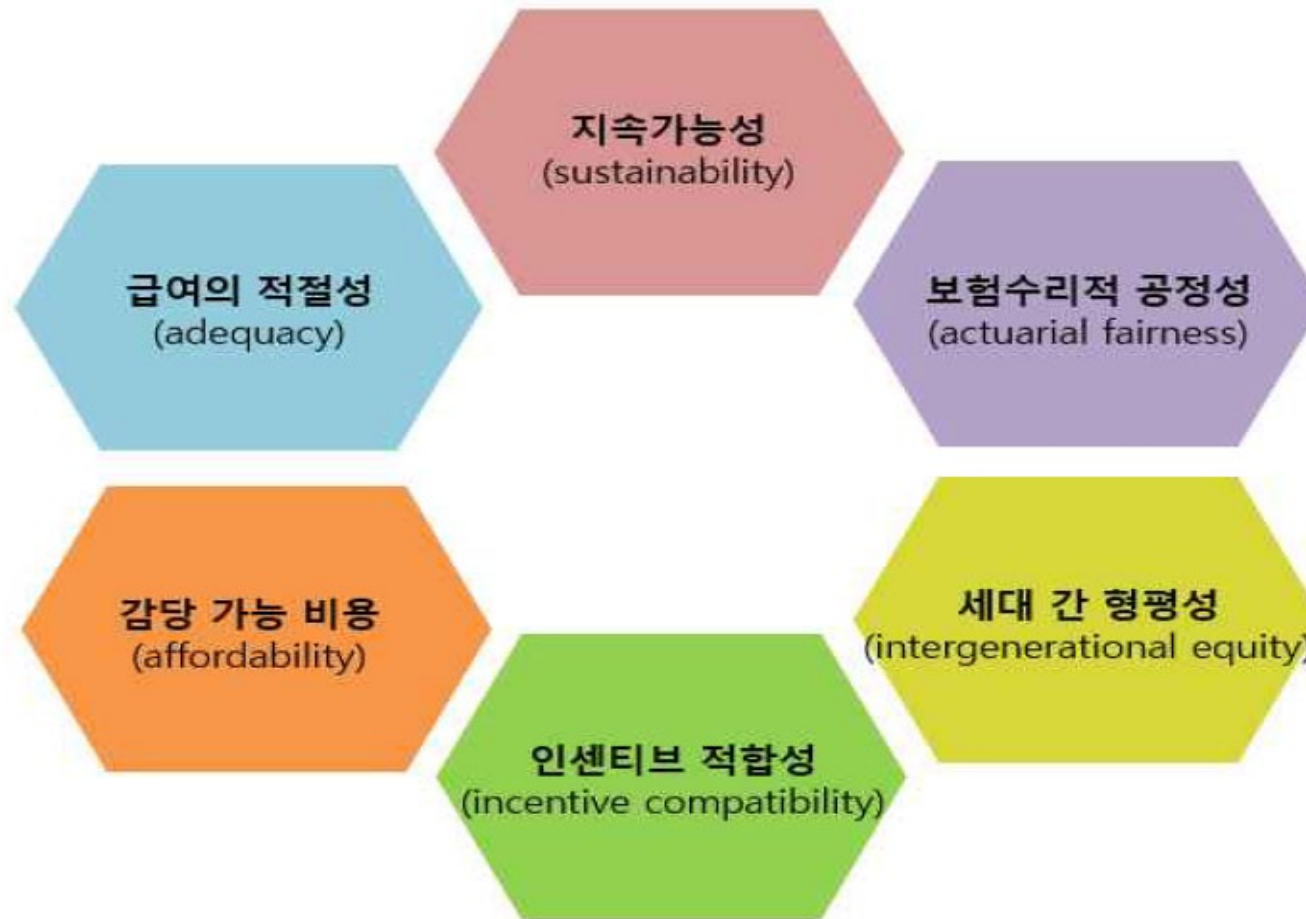 지속가능성
(sustainability)
급여의 적절성
(adequacy)
보험수리적 공정성
(actuarial fairness)
감당 가능 비용
(affordability)
세대 간 형평성
(intergenerational equity)
인센티브 적합성
(incentive compatibility)